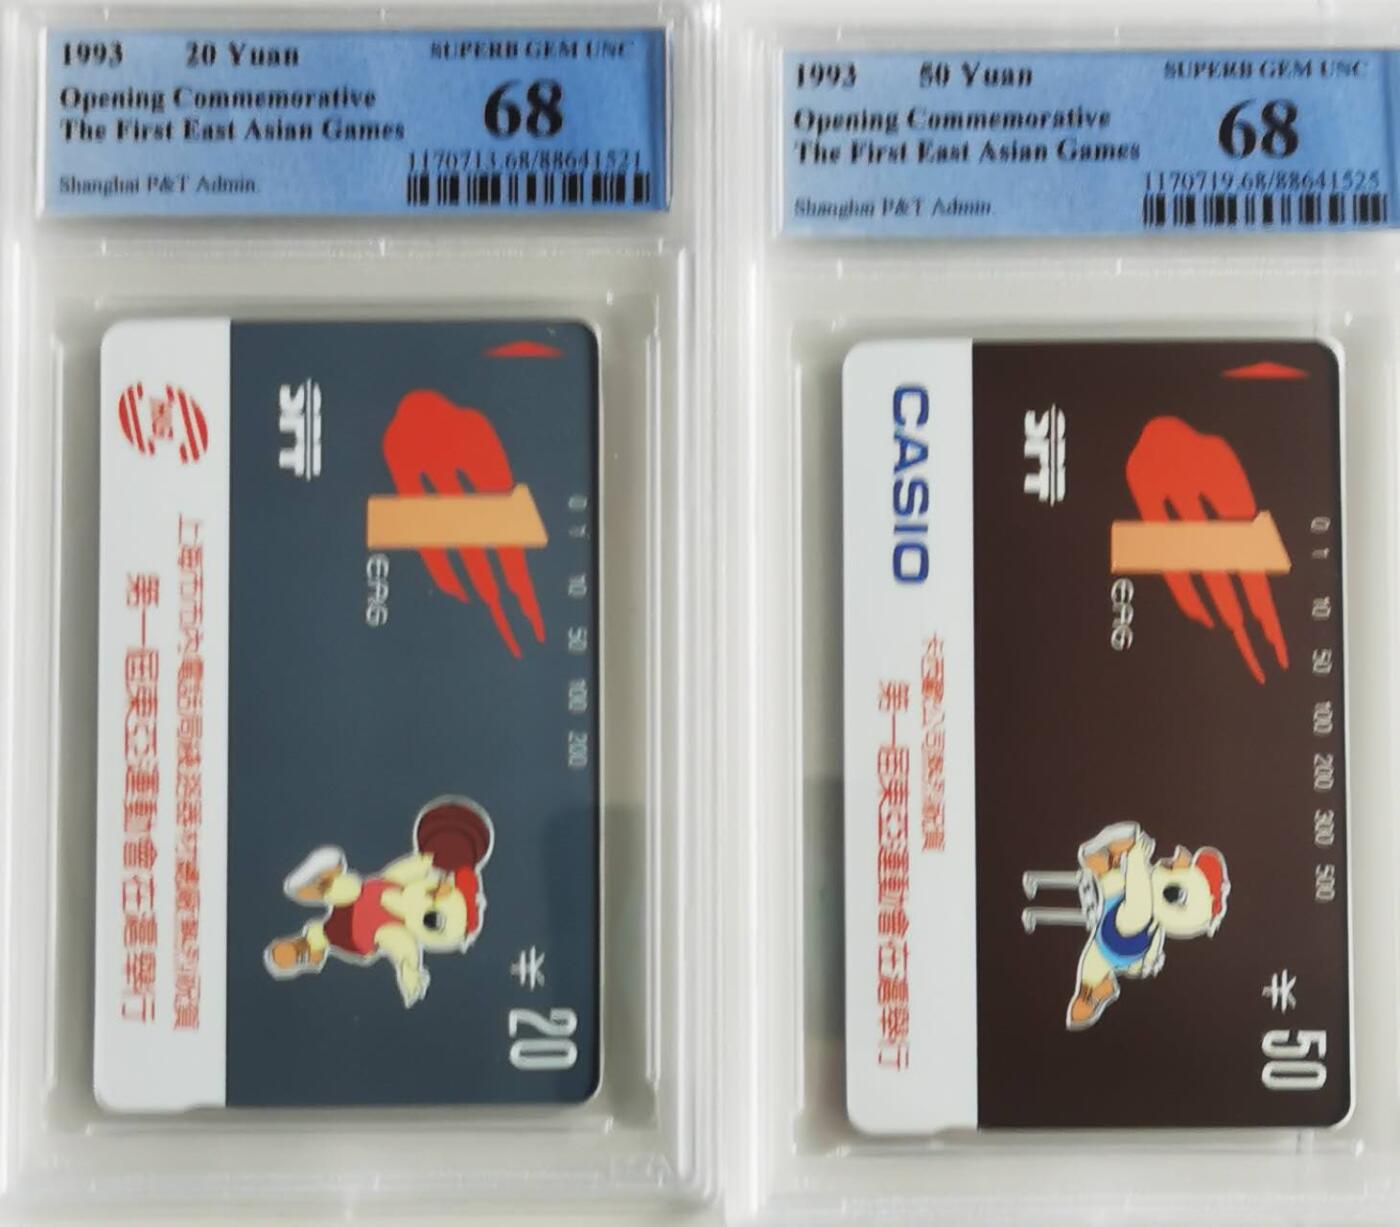 1993 20 Yuan SUPERB GEM UNC
Opening Commemorative 68
The First East Asian Games
1170713.68/88641521
Shanghai P&T Admin.
SPT
EAG
0 1 10 50 100 200
20
第一屆東亞運動會在滬舉行
1993 50 Yuan SUPERB GEM UNC
Opening Commemorative 68
The First East Asian Games
1170719.68/88641525
Shanghai P&T Admin.
CASIO
SPT
EAG
0 1 10 50 100 200 300 500
50
第一屆東亞運動會在滬舉行